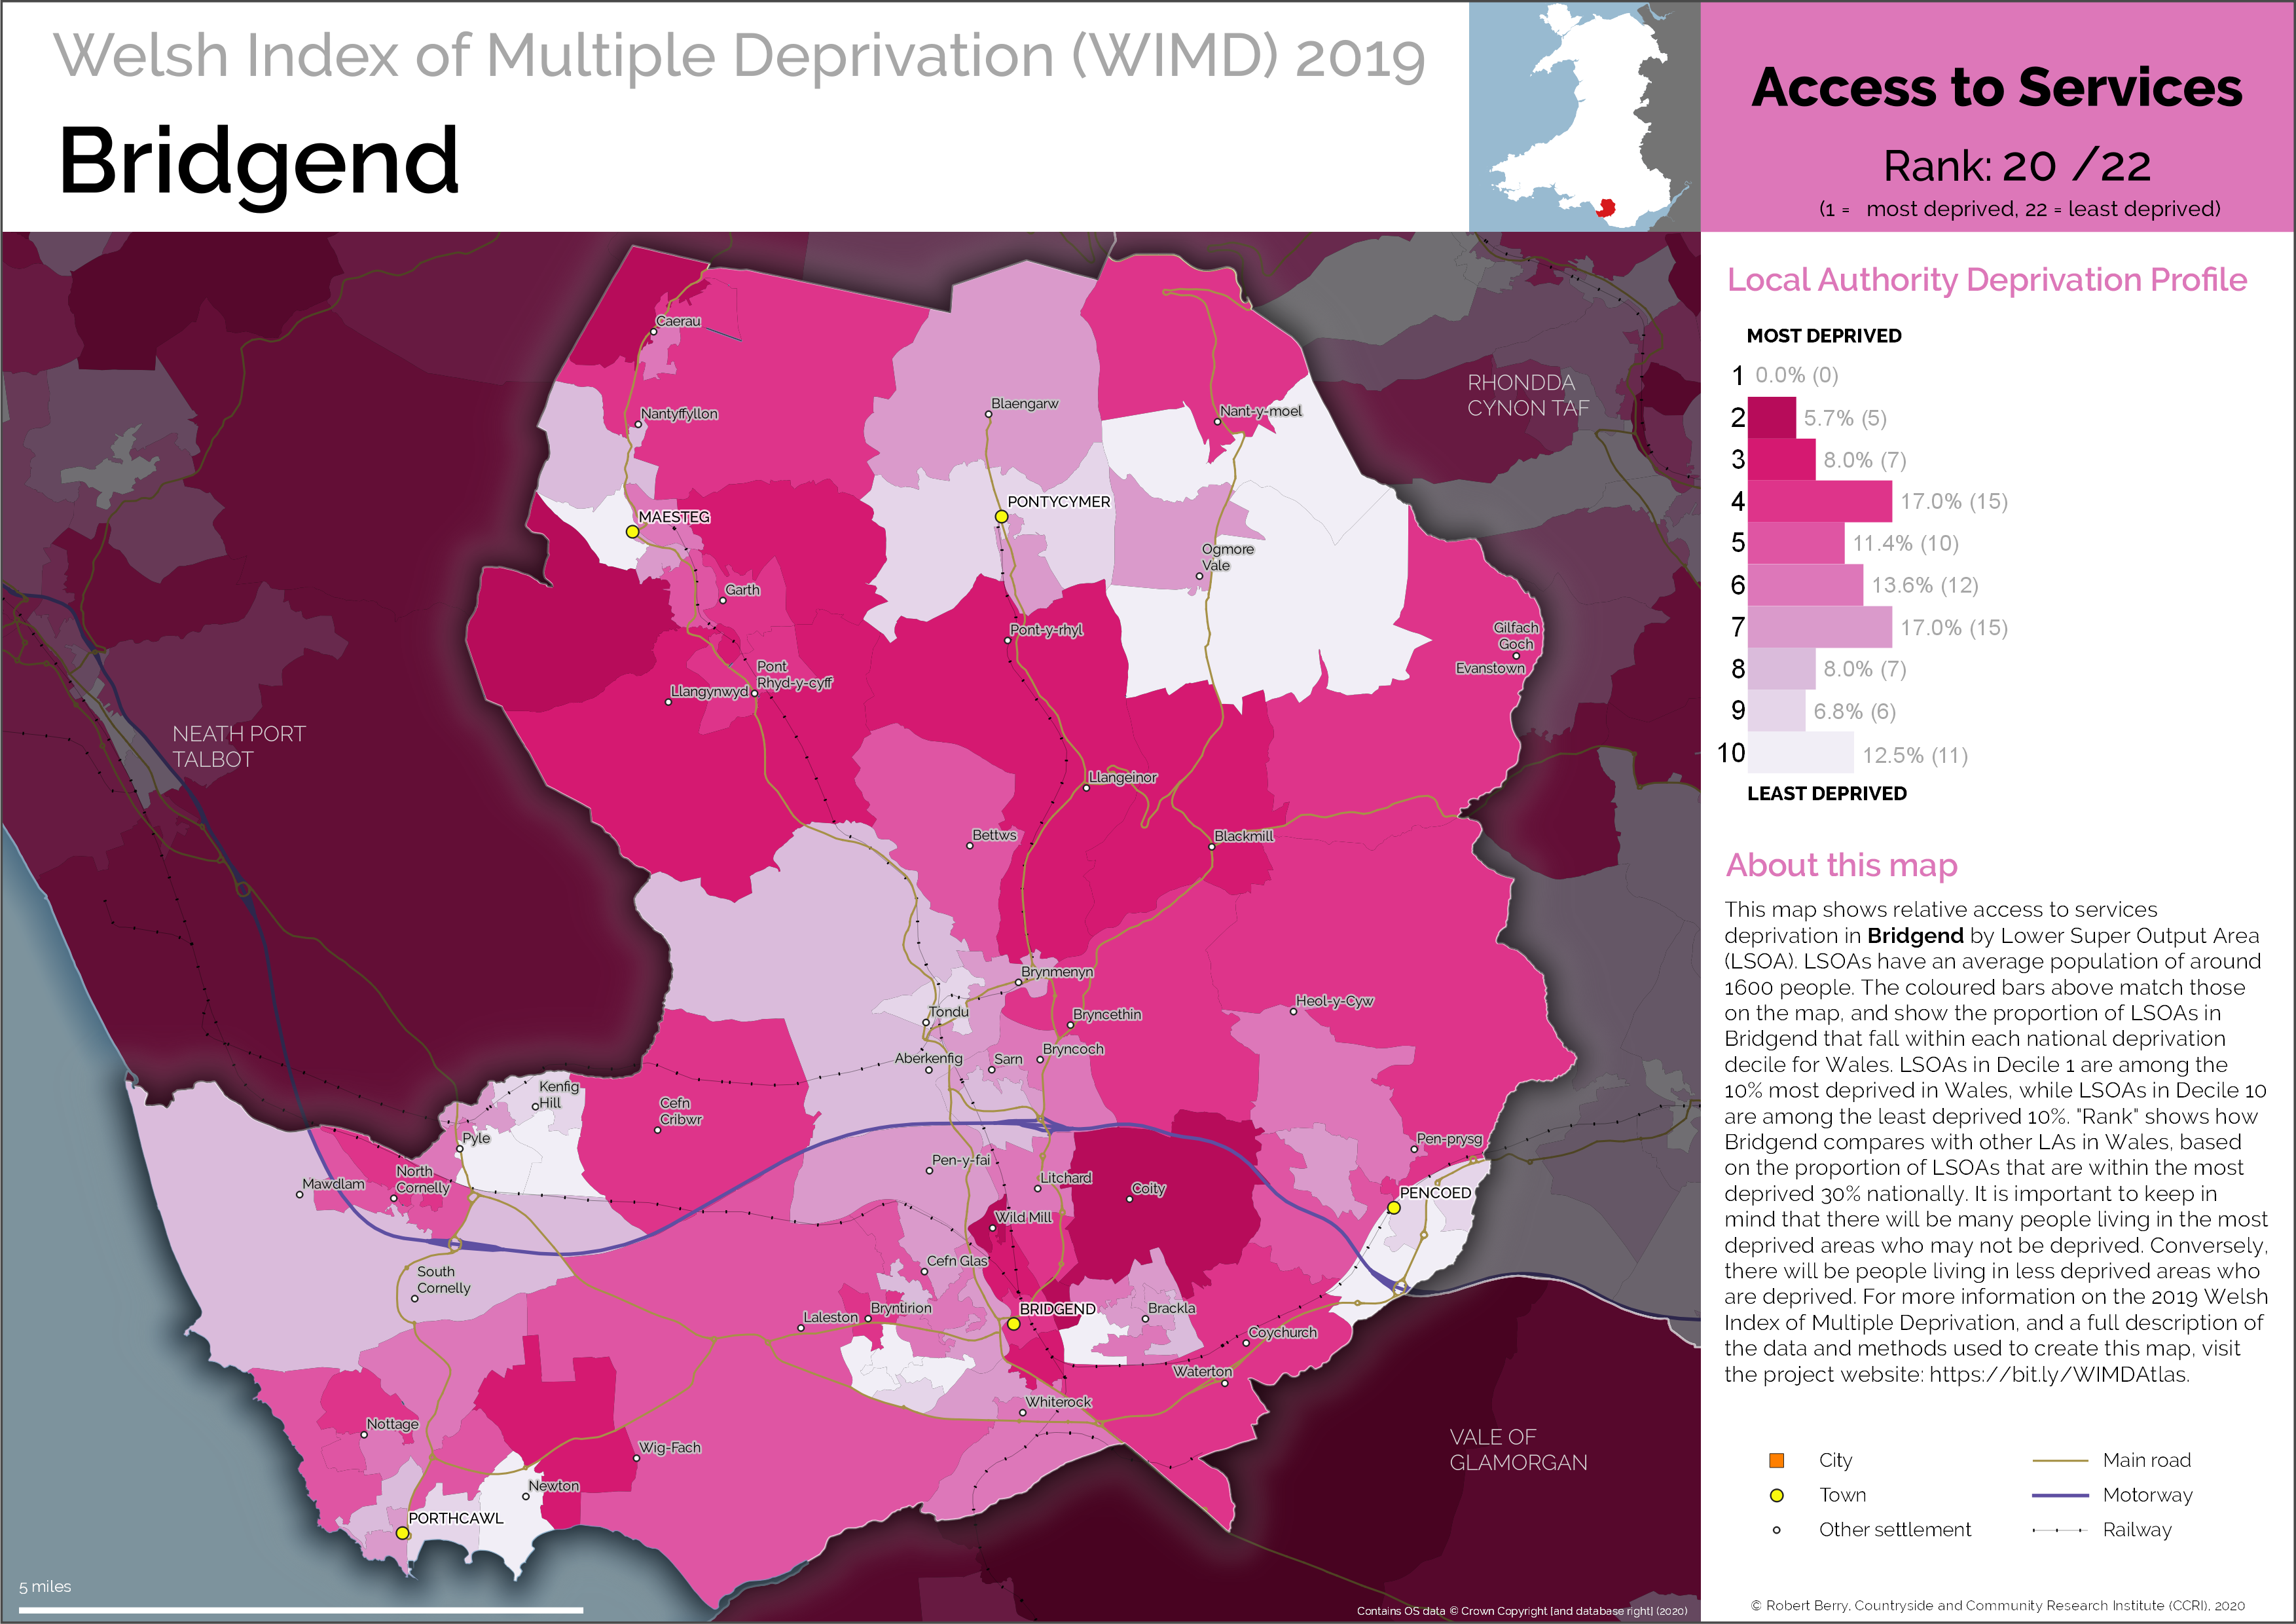 Welsh Index of Multiple Deprivation (WIMD) 2019
Bridgend
Access to Services
Rank: 20 /22
(1 = most deprived, 22 = least deprived)
Local Authority Deprivation Profile
MOST DEPRIVED
1 0.0% (0)
2 5.7% (5)
3 8.0% (7)
4 17.0% (15)
5 11.4% (10)
6 13.6% (12)
7 17.0% (15)
8 8.0% (7)
9 6.8% (6)
10 12.5% (11)
LEAST DEPRIVED
About this map
This map shows relative access to services
deprivation in Bridgend by Lower Super Output Area
(LSOA). LSOAs have an average population of around
1600 people. The coloured bars above match those
on the map, and show the proportion of LSOAs in
Bridgend that fall within each national deprivation
decile for Wales. LSOAs in Decile 1 are among the
10% most deprived in Wales, while LSOAs in Decile 10
are among the least deprived 10%. "Rank" shows how
Bridgend compares with other LAs in Wales, based
on the proportion of LSOAs that are within the most
deprived 30% nationally. It is important to keep in
mind that there will be many people living in the most
deprived areas who may not be deprived. Conversely,
there will be people living in less deprived areas who
are deprived. For more information on the 2019 Welsh
Index of Multiple Deprivation, and a full description of
the data and methods used to create this map, visit
the project website: https://bit.ly/WIMDAtlas.
City
Town
Other settlement
Main road
Motorway
Railway
© Robert Berry, Countryside and Community Research Institute (CCRI), 2020
Caerau
RHONDDA
CYNON TAF
Nantyffyllon
Blaengarw
Nant-y-moel
MAESTEG
PONTYCYMER
Ogmore
Vale
Garth
Pont-y-rhyl
Gilfach
Goch
Evanstown
Pont
Rhyd-y-cyff
Llangynwyd
NEATH PORT
TALBOT
Llangeinor
Bettws
Blackmill
Brynmenyn
Heol-y-Cyw
Tondu
Bryncethin
Bryncoch
Aberkenfig
Sarn
Kenfig
Hill
Cefn
Cribwr
Pyle
Pen-prysg
Pen-y-fai
North
Cornelly
Mawdlam
Litchard
Coity
PENCOED
Wild Mill
Cefn Glas
South
Cornelly
Bryntirion
BRIDGEND
Brackla
Laleston
Coychurch
Waterton
Whiterock
Nottage
Wig-Fach
VALE OF
GLAMORGAN
Newton
PORTHCAWL
5 miles
Contains OS data © Crown Copyright [and database right] (2020)